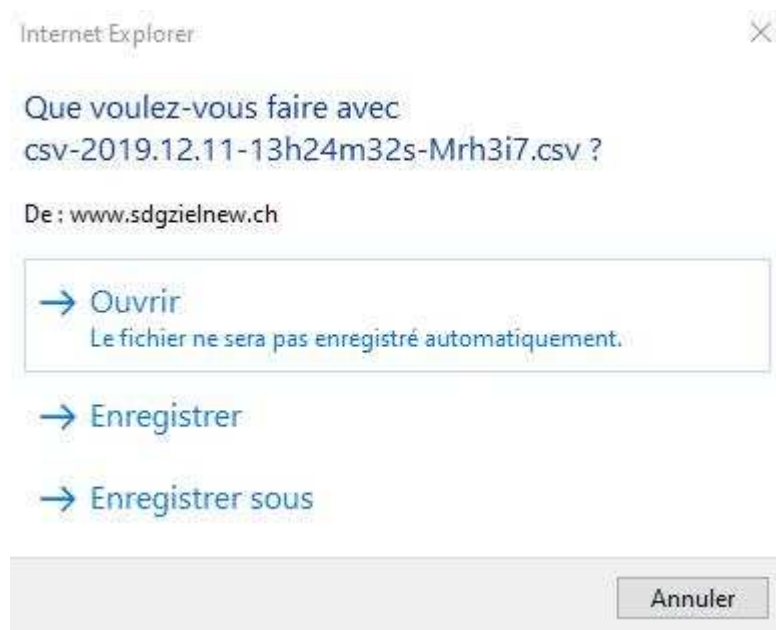 Internet Explorer
Que voulez-vous faire avec
csv-2019.12.11-13h24m32s-Mrh3i7.csv ?
De : www.sdgzielnew.ch
→ Ouvrir
Le fichier ne sera pas enregistré automatiquement.
→ Enregistrer
→ Enregistrer sous
Annuler